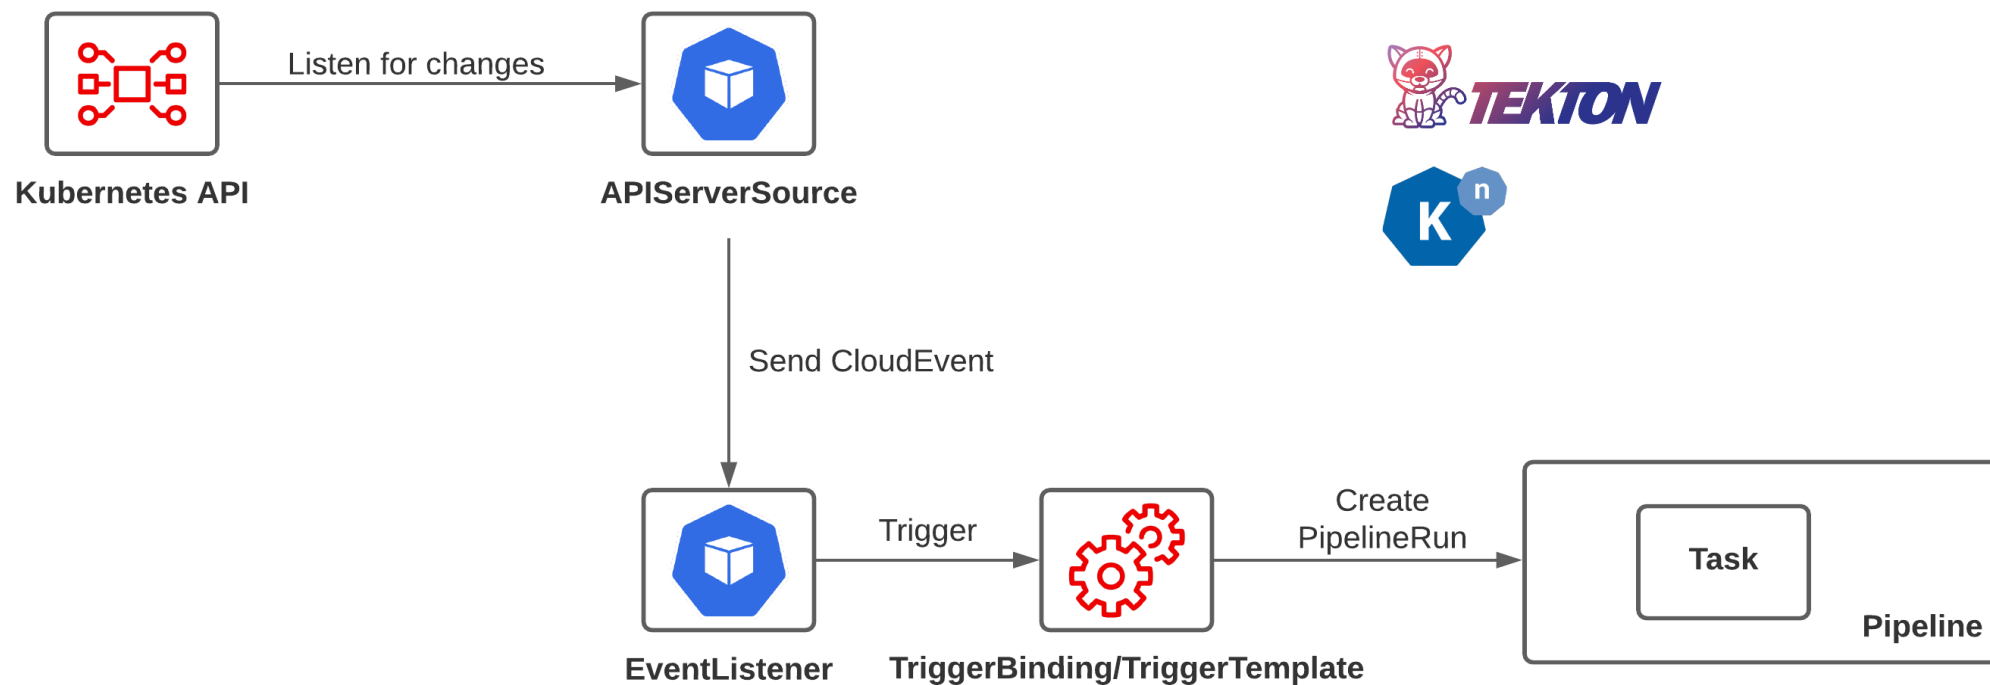 Listen for changes
Kubernetes API
APIServerSource
TEKTON
K
n
Send CloudEvent
Trigger
Create
PipelineRun
Task
Pipeline
EventListener
TriggerBinding/TriggerTemplate